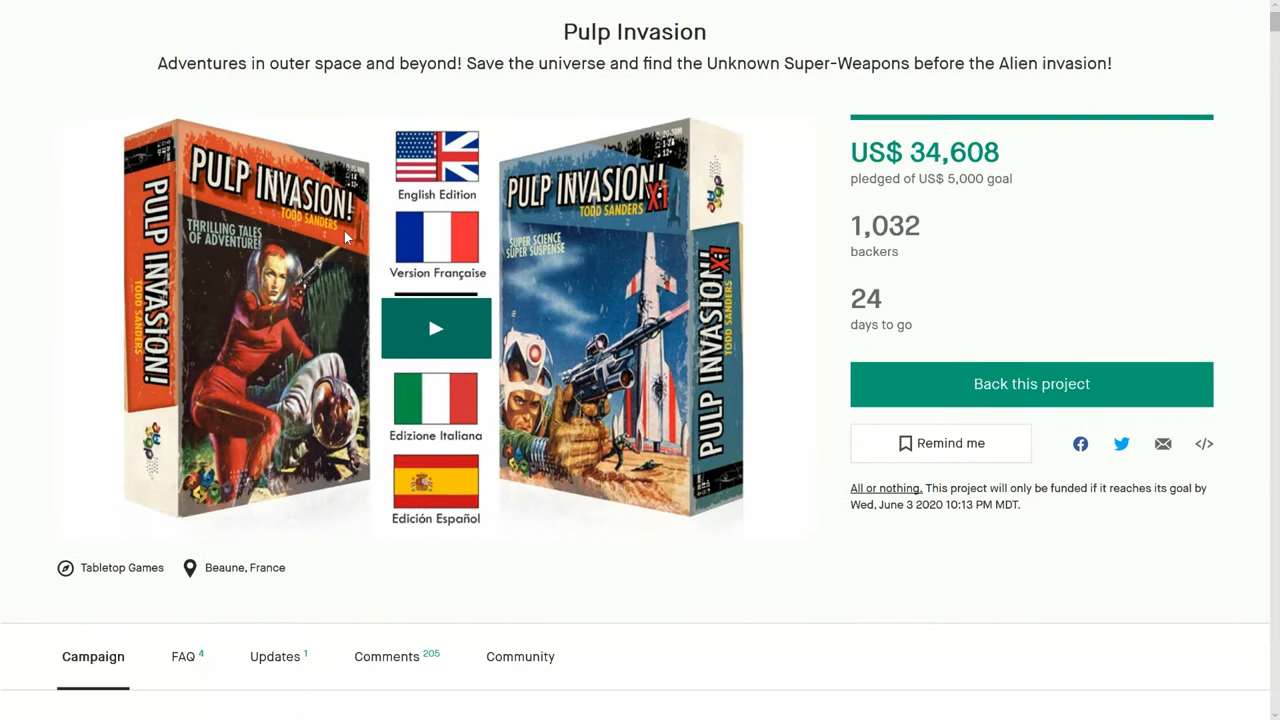 Pulp Invasion
Adventures in outer space and beyond! Save the universe and find the Unknown Super-Weapons before the Alien invasion!
PULP INVASION!
TODD SANDERS
PULP INVASION!
TODD SANDERS
THRILLING TALES
OF ADVENTURE!
English Edition
Version Française
Edizione Italiana
Edición Español
PULP INVASION!
X1
TODD SANDERS
SUPER SCIENCE
SUPER SUSPENSE
PULP INVASION!
X1
TODD SANDERS
US$ 34,608
pledged of US$ 5,000 goal
1,032
backers
24
days to go
Back this project
Remind me
</>
All or nothing. This project will only be funded if it reaches its goal by
Wed, June 3 2020 10:13 PM MDT.
Tabletop Games
Beaune, France
Campaign
FAQ 4
Updates 1
Comments 205
Community